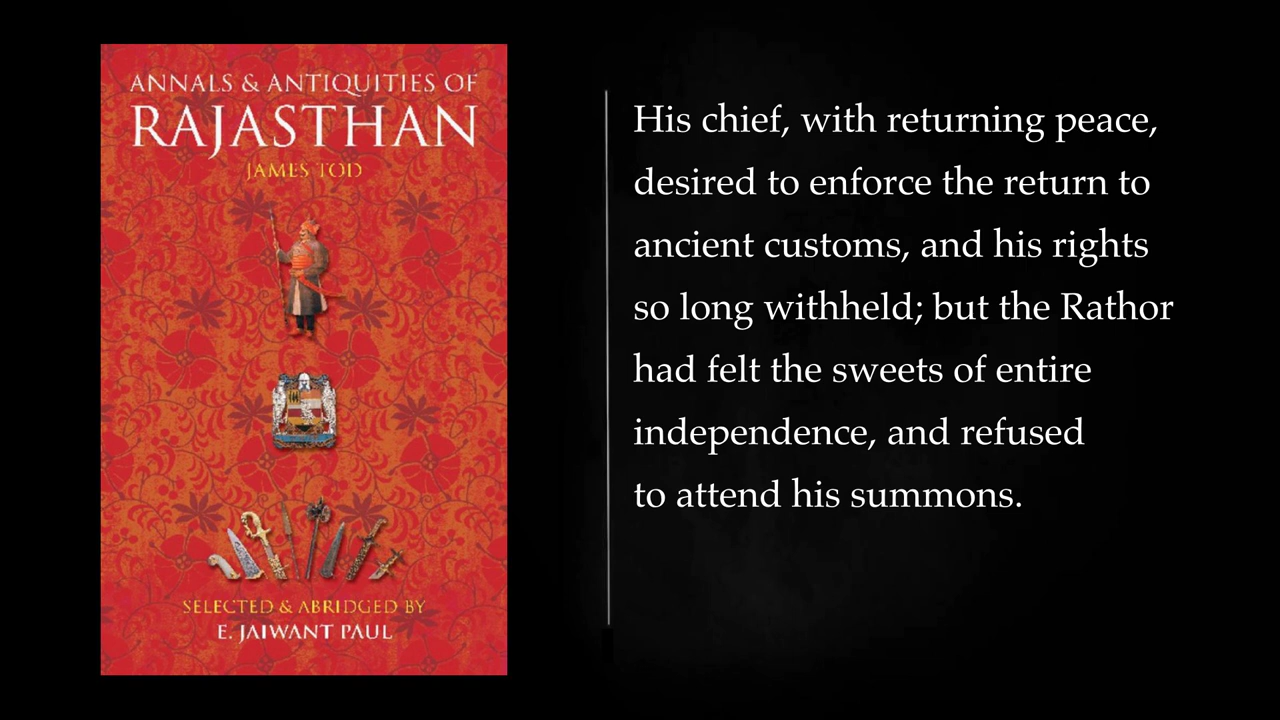 ANNALS & ANTIQUITIES OF
RAJASTHAN
JAMES TOD
SELECTED & ABRIDGED BY
E. JAIWANT PAUL
His chief, with returning peace,
desired to enforce the return to
ancient customs, and his rights
so long withheld; but the Rathor
had felt the sweets of entire
independence, and refused
to attend his summons.